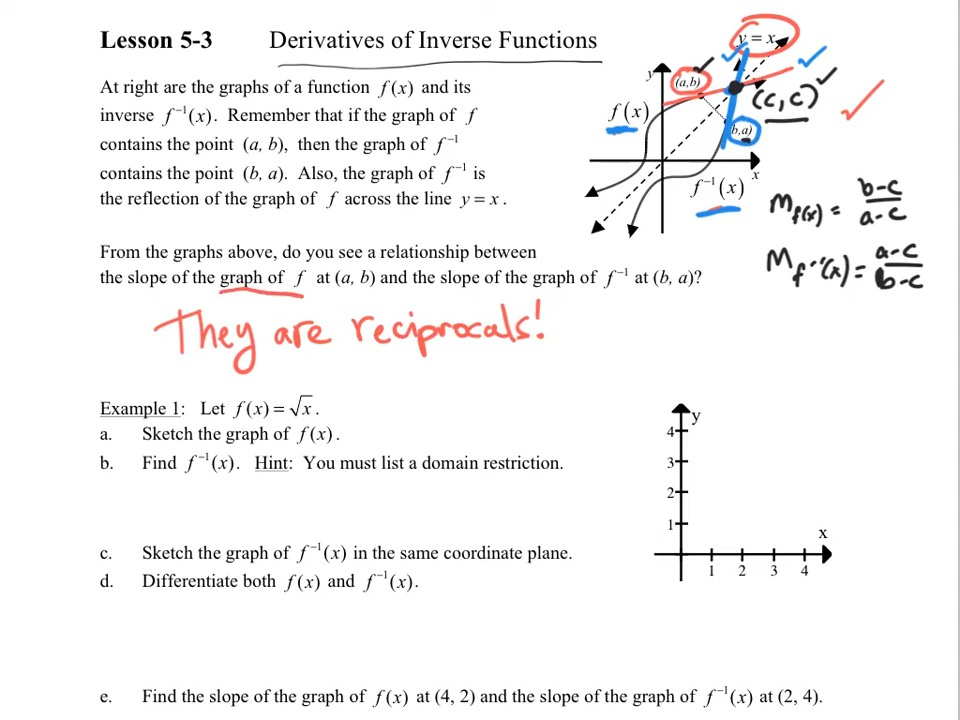 Lesson 5-3 Derivatives of Inverse Functions
At right are the graphs of a function f(x) and its
inverse f⁻¹(x). Remember that if the graph of f
contains the point (a, b), then the graph of f⁻¹
contains the point (b, a). Also, the graph of f⁻¹ is
the reflection of the graph of f across the line y = x.
y = x
y
(a,b)
(c,c)
f(x)
b,a)
x
f⁻¹(x)
m f(x) = b-c / a-c
m f⁻¹(x) = a-c / b-c
From the graphs above, do you see a relationship between
the slope of the graph of f at (a, b) and the slope of the graph of f⁻¹ at (b, a)?
They are reciprocals!
Example 1: Let f(x) = √x.
a. Sketch the graph of f(x).
b. Find f⁻¹(x). Hint: You must list a domain restriction.
c. Sketch the graph of f⁻¹(x) in the same coordinate plane.
d. Differentiate both f(x) and f⁻¹(x).
y
4
3
2
1
x
1 2 3 4
e. Find the slope of the graph of f(x) at (4, 2) and the slope of the graph of f⁻¹(x) at (2, 4).